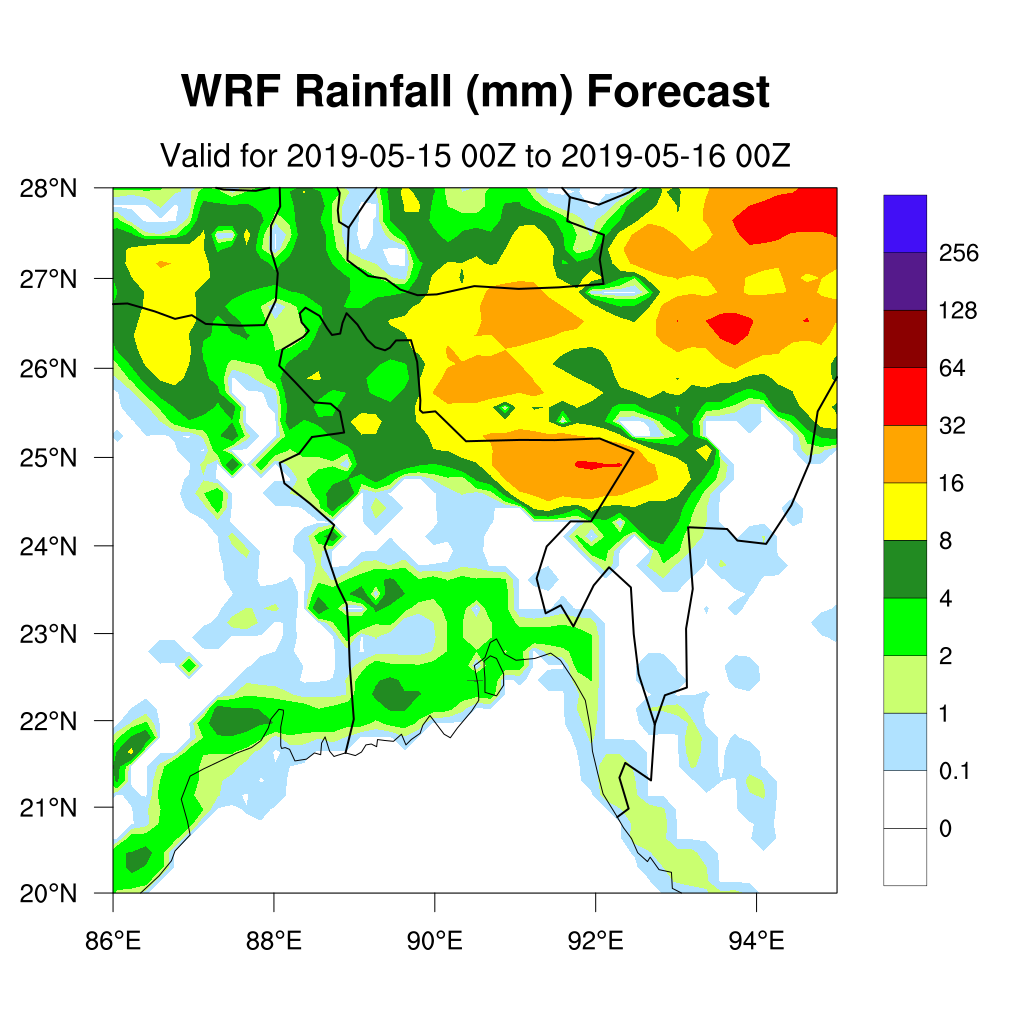 WRF Rainfall (mm) Forecast
Valid for 2019-05-15 00Z to 2019-05-16 00Z
28°N
27°N
26°N
25°N
24°N
23°N
22°N
21°N
20°N
86°E 88°E 90°E 92°E 94°E
256
128
64
32
16
8
4
2
1
0.1
0